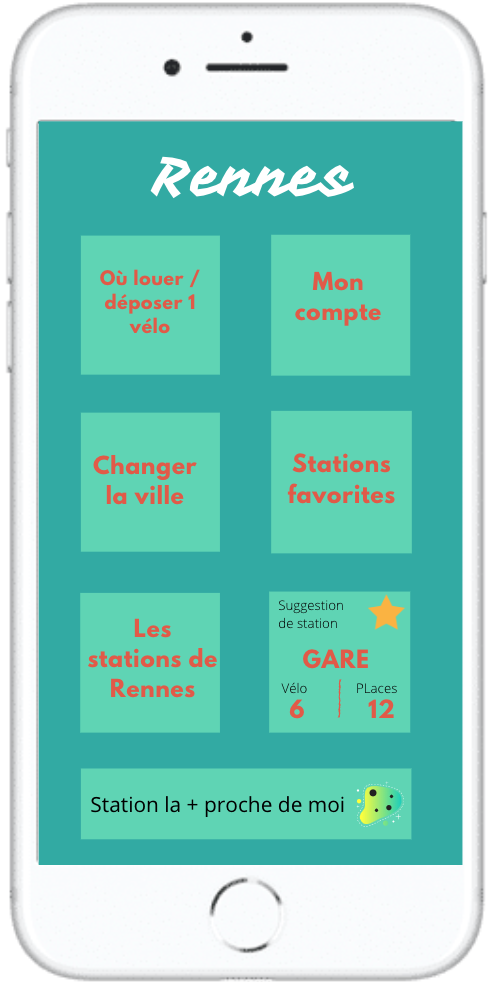 Rennes
Où louer /
déposer 1
vélo
Mon
compte
Changer
la ville
Stations
favorites
Les
stations de
Rennes
Suggestion
de station
GARE
Vélo
PLaces
6
12
Station la + proche de moi